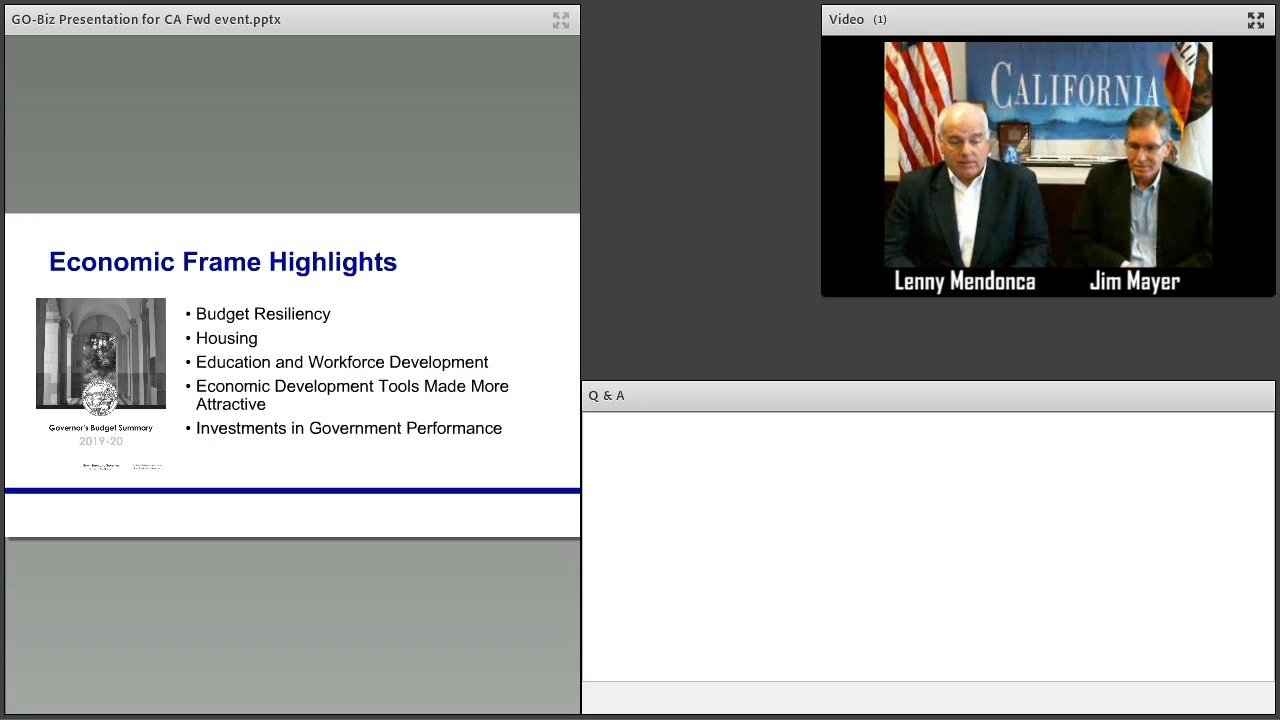 GO-Biz Presentation for CA Fwd event.pptx
Economic Frame Highlights
• Budget Resiliency
• Housing
• Education and Workforce Development
• Economic Development Tools Made More
Attractive
• Investments in Government Performance
Governor's Budget Summary
2019-20
Video (1)
CALIFORNIA
Lenny Mendonca
Jim Mayer
Q & A